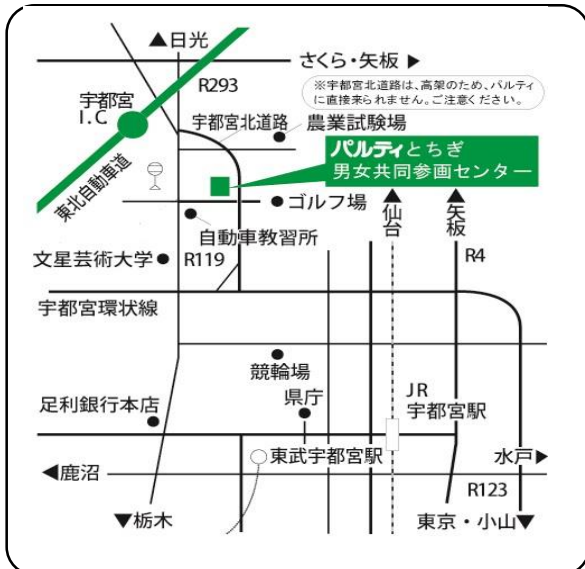 ▲日光
さくら・矢板 ▶
R293
※宇都宮北道路は、高架のため、パルティ
に直接来られません。ご注意ください。
宇都宮
I.C
宇都宮北道路
農業試験場
パルティとちぎ
男女共同参画センター
東北自動車道
ゴルフ場
▲仙台
▲矢板
自動車教習所
文星芸術大学
R119
R4
宇都宮環状線
競輪場
JR
宇都宮駅
足利銀行本店
県庁
東武宇都宮駅
水戸▶
◀鹿沼
R123
▼栃木
東京・小山▼